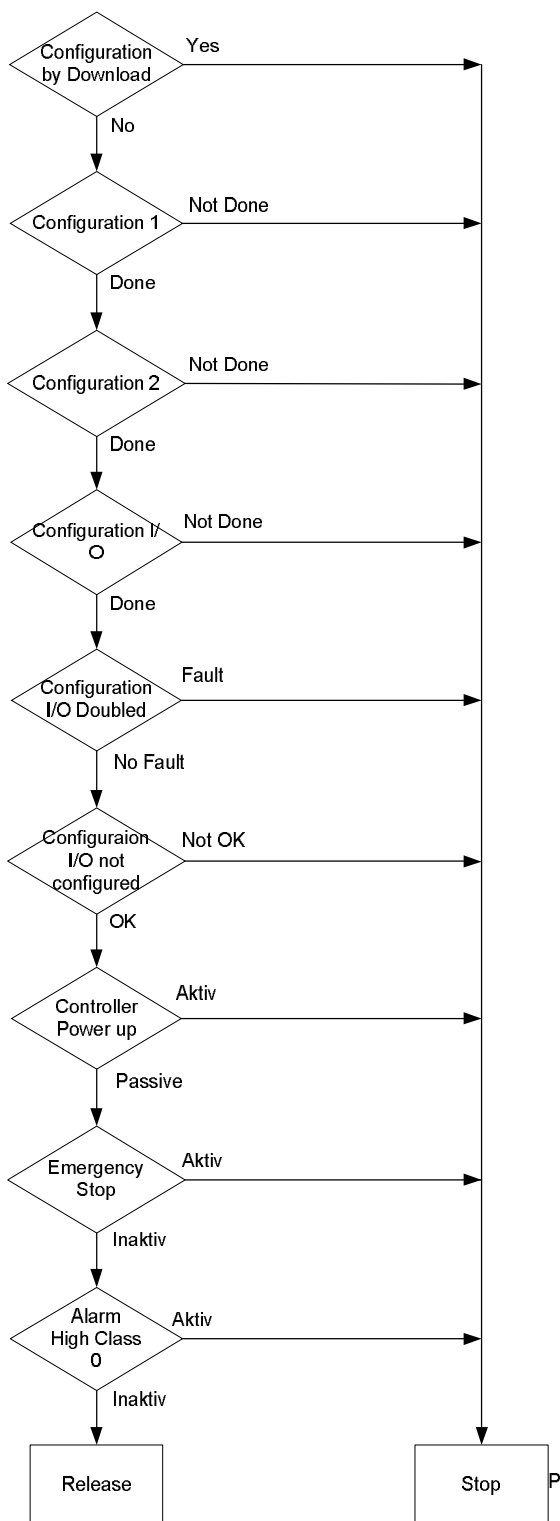 Configuration
by Download
Yes
No
Configuration 1
Not Done
Done
Configuration 2
Not Done
Done
Configuration I/
O
Not Done
Done
Configuration
I/O Doubled
Fault
No Fault
Configuraion
I/O not
configured
Not OK
OK
Controller
Power up
Aktiv
Passive
Emergency
Stop
Aktiv
Inaktiv
Alarm
High Class
0
Aktiv
Inaktiv
Release
Stop
P